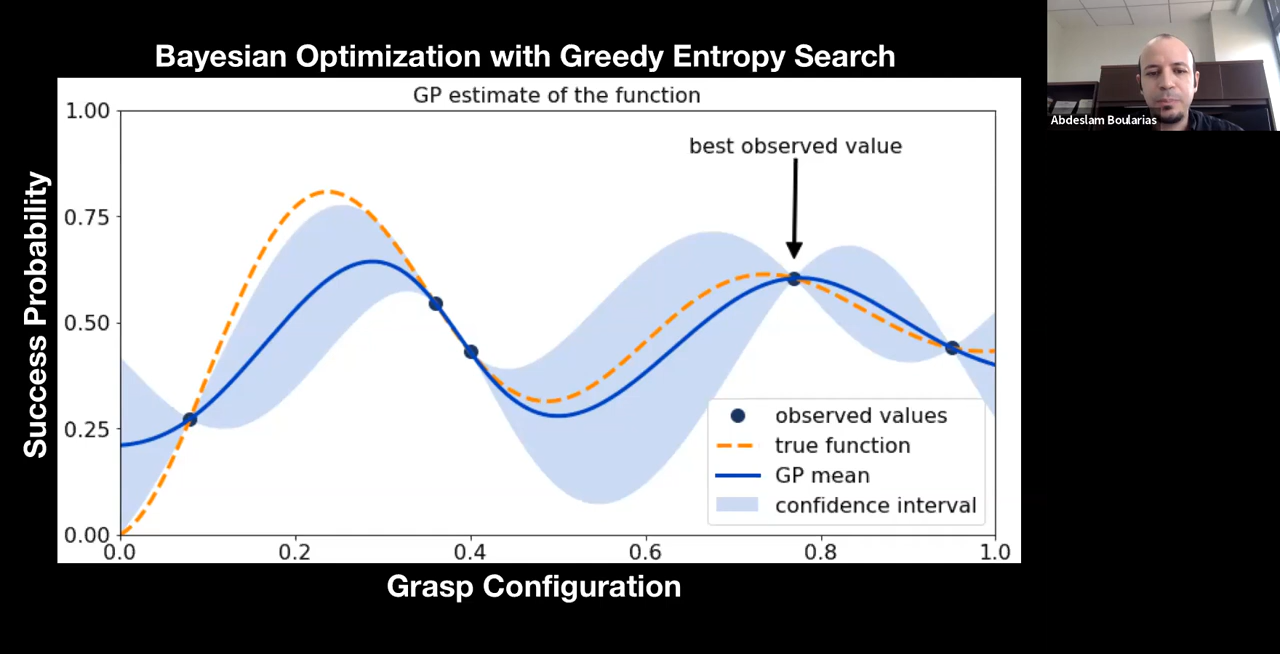 Bayesian Optimization with Greedy Entropy Search
Abdeslam Boularias
GP estimate of the function
best observed value
Success Probability
1.00
0.75
0.50
0.25
0.00
observed values
true function
GP mean
confidence interval
0.0 0.2 0.4 0.6 0.8 1.0
Grasp Configuration